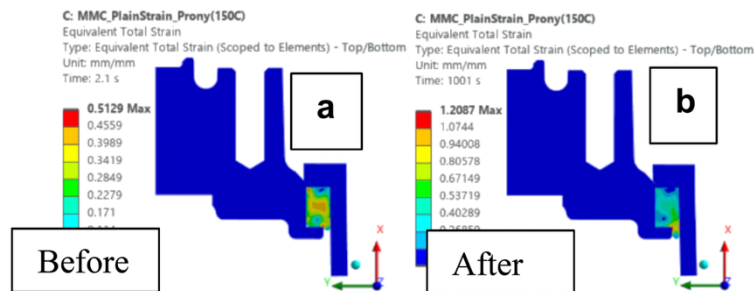 C: MMC_PlainStrain_Prony(150C)
Equivalent Total Strain
Type: Equivalent Total Strain (Scoped to Elements) - Top/Bottom
Unit: mm/mm
Time: 2.1 s
0.5129 Max
0.4559
0.3989
0.3419
0.2849
0.2279
0.171
a
Before
X
Y
Z
C: MMC_PlainStrain_Prony(150C)
Equivalent Total Strain
Type: Equivalent Total Strain (Scoped to Elements) - Top/Bottom
Unit: mm/mm
Time: 1001 s
1.2087 Max
1.0744
0.94008
0.80578
0.67149
0.53719
0.40289
b
After
X
Y
Z